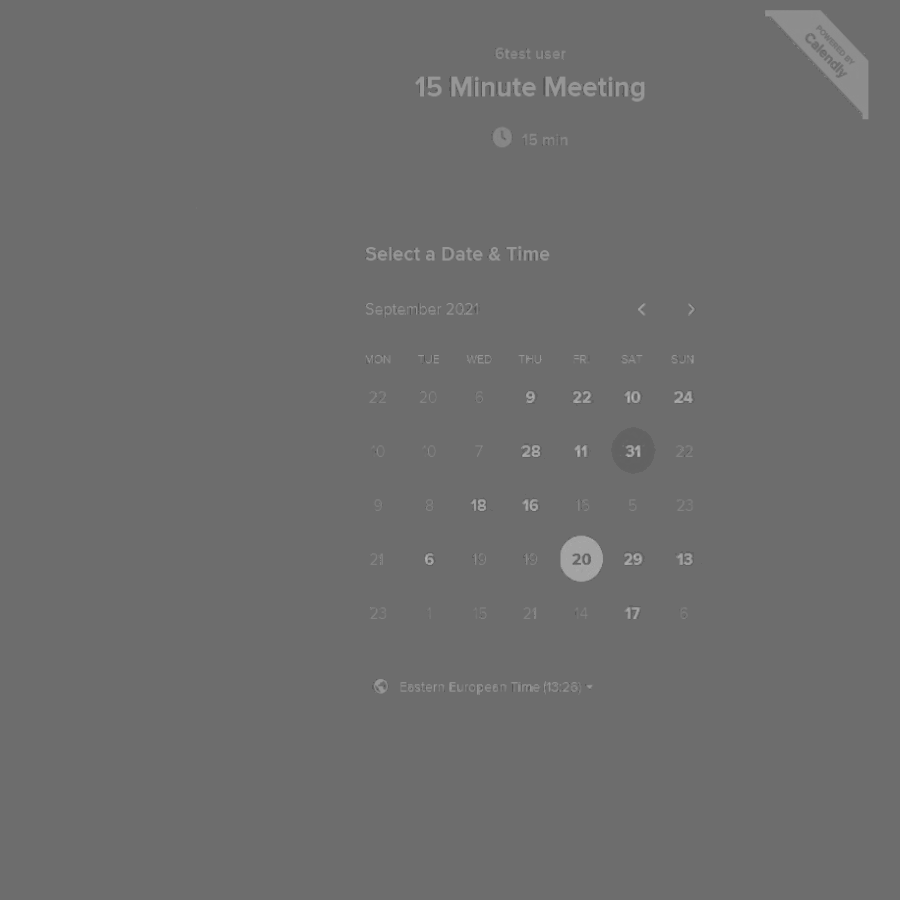 POWERED BY
Calendly
6test user
15 Minute Meeting
15 min
Select a Date & Time
September 2021
MON TUE WED THU FRI SAT SUN
22 20 6 9 22 10 24
10 10 7 28 11 31 22
9 8 18 16 15 5 23
21 6 19 19 20 29 13
23 1 15 21 14 17 6
Eastern European Time (13:26)